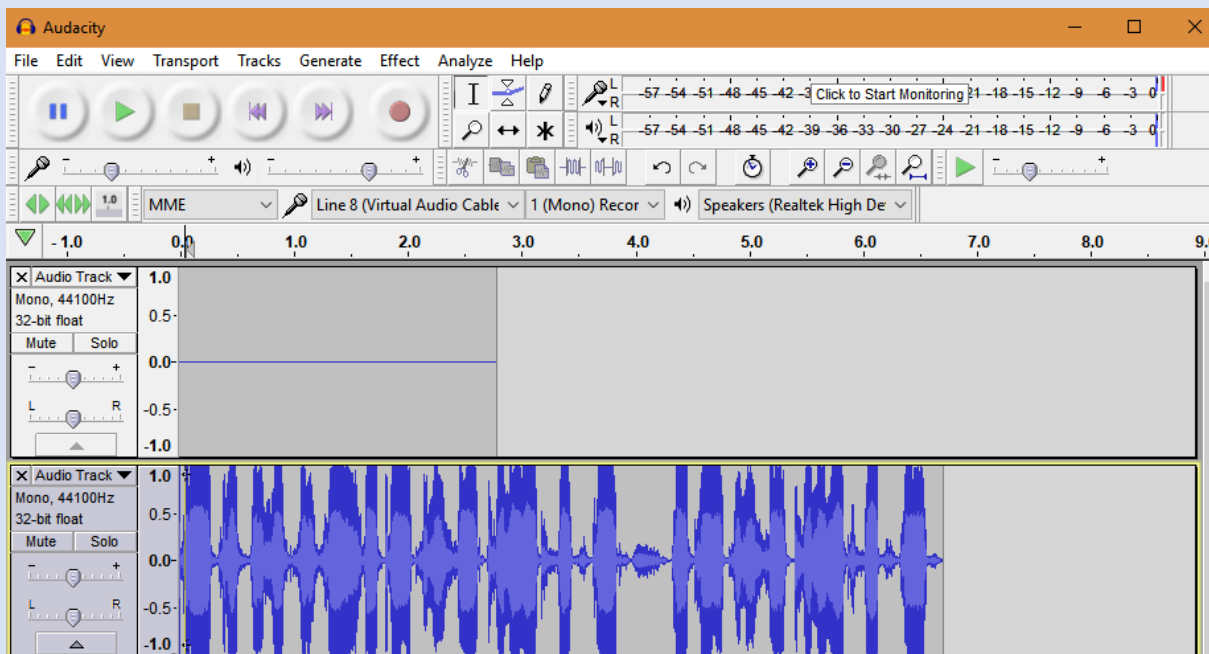 Audacity
File Edit View Transport Tracks Generate Effect Analyze Help
L
R
-57 -54 -51 -48 -45 -42 Click to Start Monitoring 21 -18 -15 -12 -9 -6 -3 0
L
R
-57 -54 -51 -48 -45 -42 -39 -36 -33 -30 -27 -24 -21 -18 -15 -12 -9 -6 -3 0
- + - + - +
1.0 MME Line 8 (Virtual Audio Cable 1 (Mono) Recor Speakers (Realtek High De
- 1.0 0.0 1.0 2.0 3.0 4.0 5.0 6.0 7.0 8.0 9.
X Audio Track 1.0
Mono, 44100Hz
32-bit float 0.5
Mute Solo
- + 0.0
L R -0.5
-1.0
X Audio Track 1.0
Mono, 44100Hz
32-bit float 0.5
Mute Solo
- + 0.0
L R -0.5
-1.0